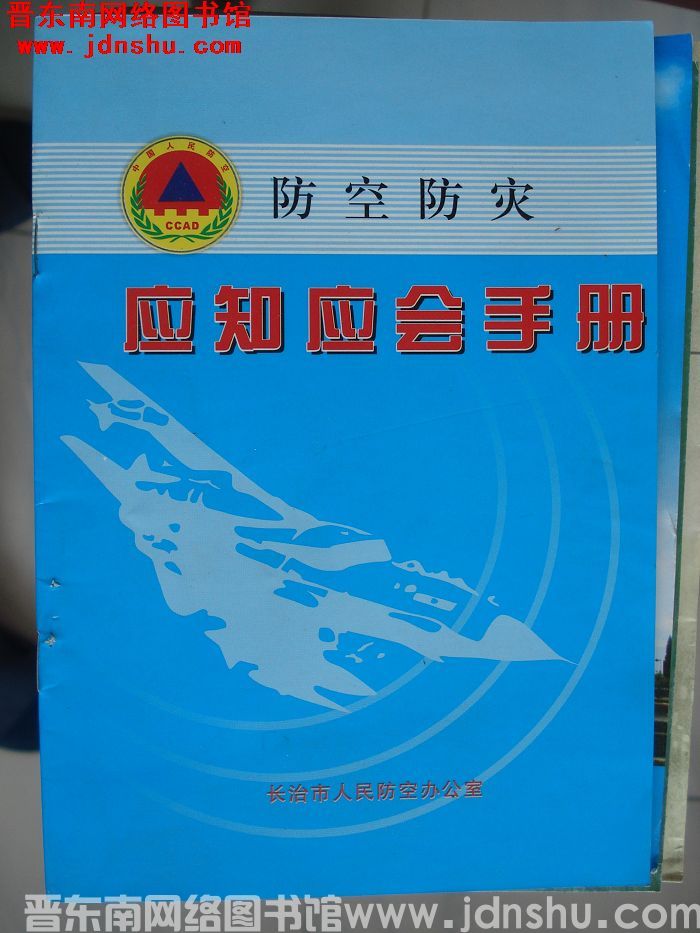 晋东南网络图书馆
www.jdnshu.com
中国人民防空
CCAD
防空防灾
应知应会手册
长治市人民防空办公室
晋东南网络图书馆www.jdnshu.com